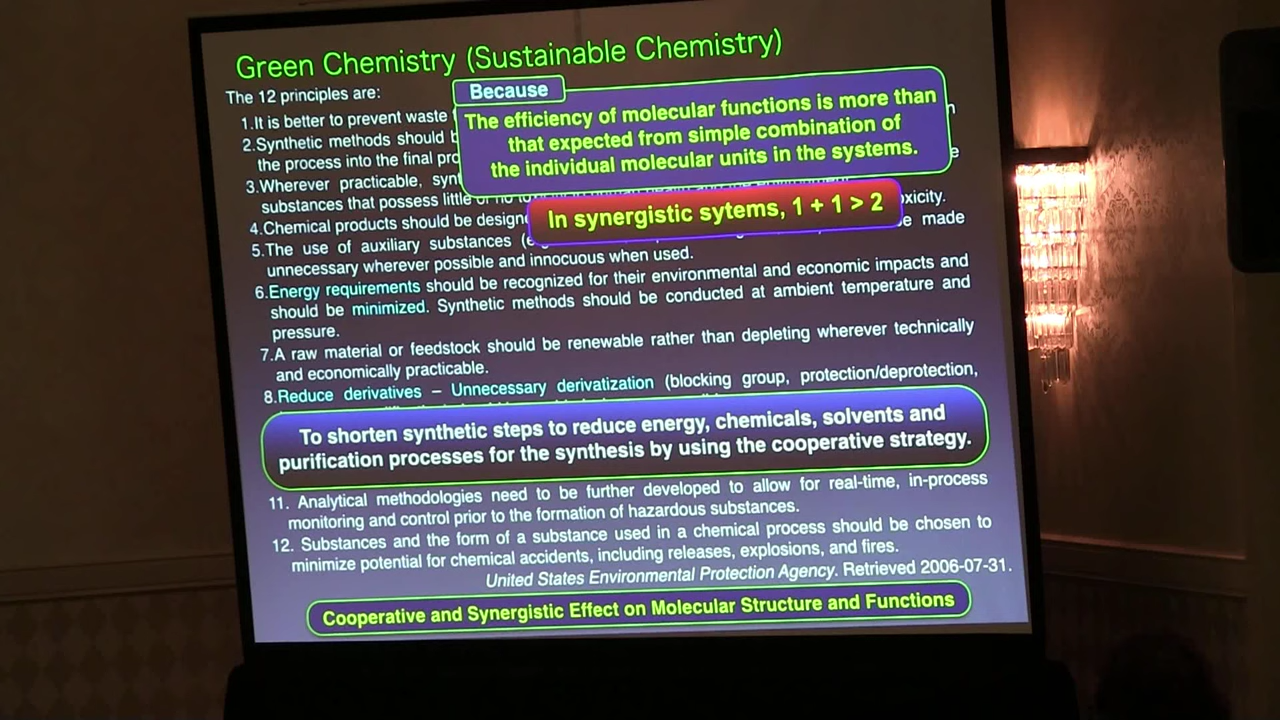 Green Chemistry (Sustainable Chemistry)
The 12 principles are:
Because
The efficiency of molecular functions is more than
that expected from simple combination of
the individual molecular units in the systems.
1.It is better to prevent waste
2.Synthetic methods should
the process into the final
3.Wherever practicable,
substances that possess little or no
In synergistic sytems, 1 + 1 > 2
4.Chemical products should be
5.The use of auxiliary substances made
unnecessary wherever possible and innocuous when used.
6.Energy requirements should be recognized for their environmental and economic impacts and
should be minimized. Synthetic methods should be conducted at ambient temperature and
pressure.
7.A raw material or feedstock should be renewable rather than depleting wherever technically
and economically practicable.
8.Reduce derivatives – Unnecessary derivatization (blocking group, protection/deprotection,
To shorten synthetic steps to reduce energy, chemicals, solvents and
purification processes for the synthesis by using the cooperative strategy.
11. Analytical methodologies need to be further developed to allow for real-time, in-process
monitoring and control prior to the formation of hazardous substances.
12. Substances and the form of a substance used in a chemical process should be chosen to
minimize potential for chemical accidents, including releases, explosions, and fires.
United States Environmental Protection Agency. Retrieved 2006-07-31.
Cooperative and Synergistic Effect on Molecular Structure and Functions